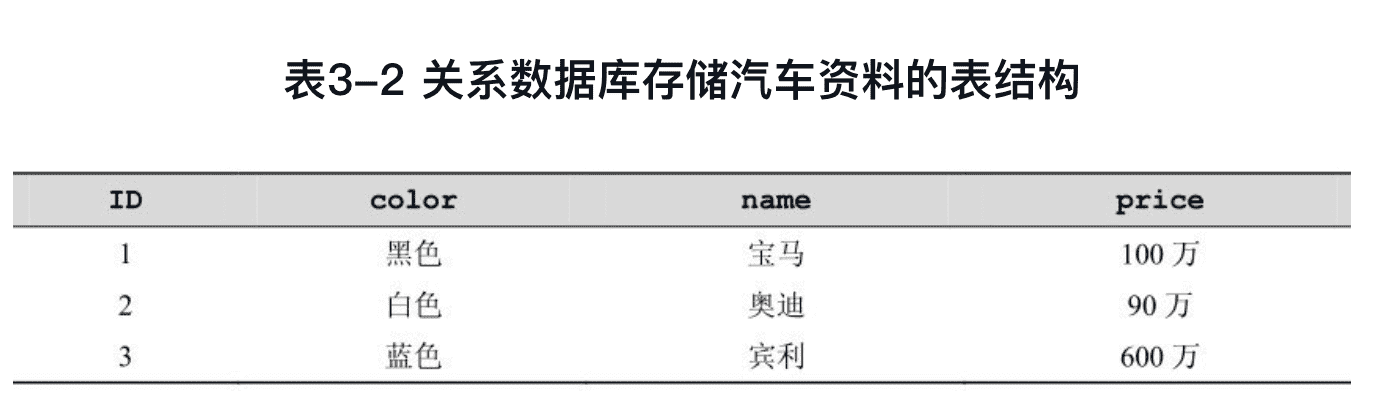 表3-2 关系数据库存储汽车资料的表结构
ID color name price
1 黑色 宝马 100 万
2 白色 奥迪 90 万
3 蓝色 宾利 600 万